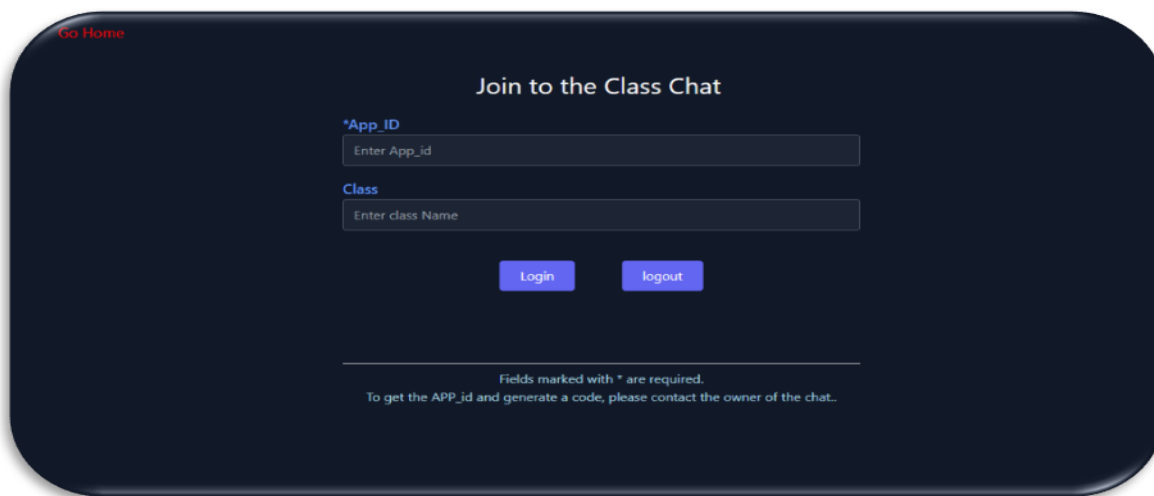 Go Home
Join to the Class Chat
*App_ID
Enter App_id
Class
Enter class Name
Login
logout
Fields marked with * are required.
To get the APP_id and generate a code, please contact the owner of the chat..